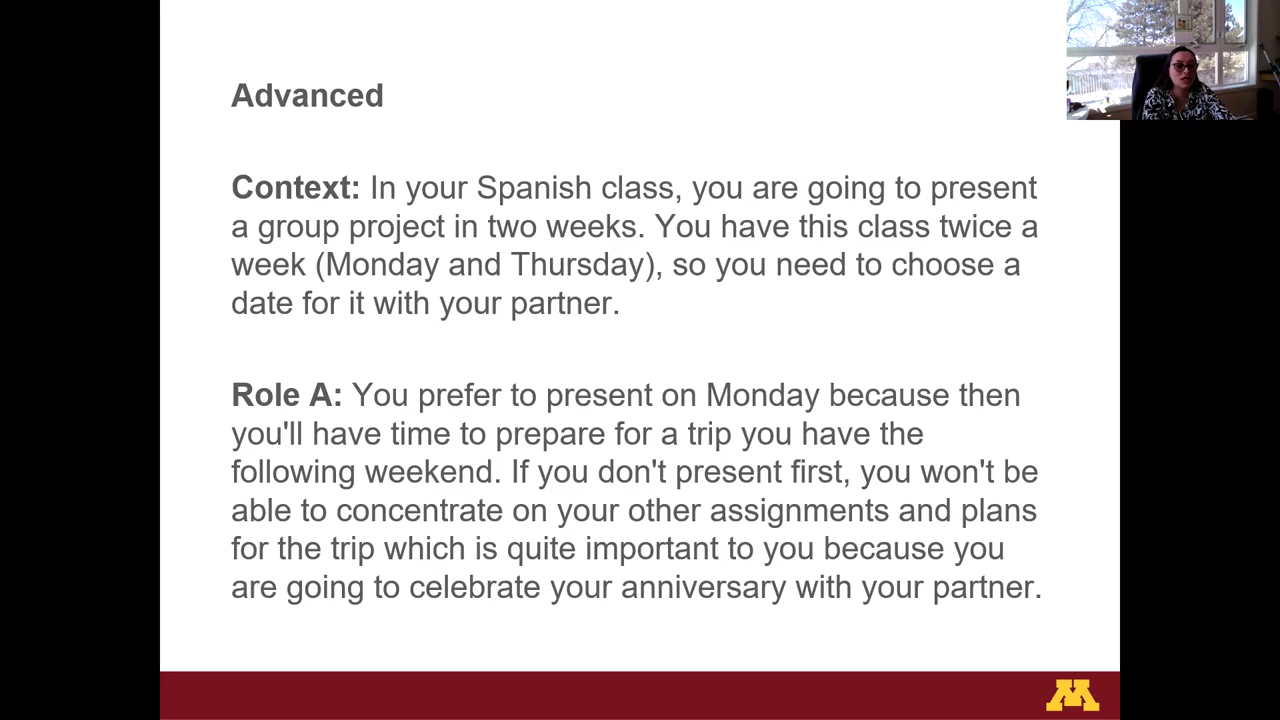 Advanced
Context: In your Spanish class, you are going to present
a group project in two weeks. You have this class twice a
week (Monday and Thursday), so you need to choose a
date for it with your partner.
Role A: You prefer to present on Monday because then
you'll have time to prepare for a trip you have the
following weekend. If you don't present first, you won't be
able to concentrate on your other assignments and plans
for the trip which is quite important to you because you
are going to celebrate your anniversary with your partner.
M